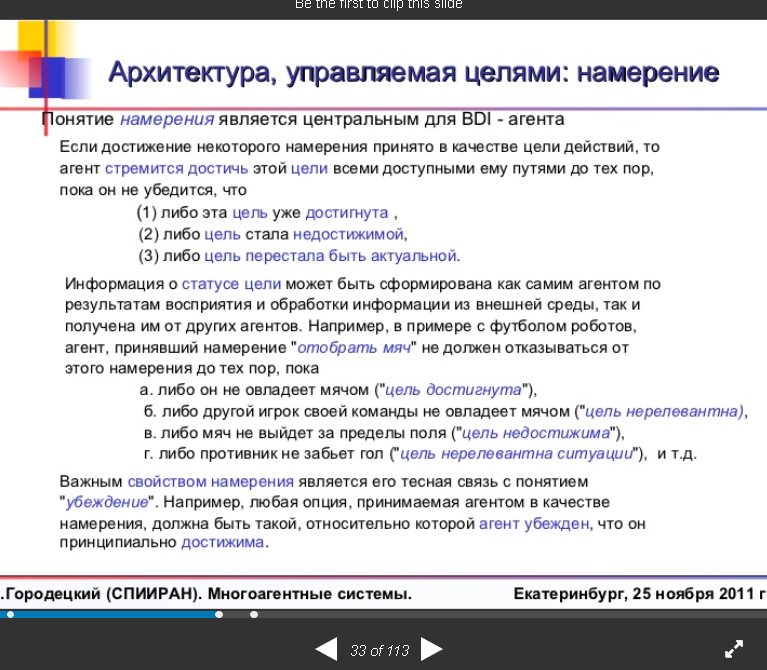 Be the first to clip this slide
Архитектура, управляемая целями: намерение
Понятие намерения является центральным для BDI - агента
Если достижение некоторого намерения принято в качестве цели действий, то
агент стремится достичь этой цели всеми доступными ему путями до тех пор,
пока он не убедится, что
(1) либо эта цель уже достигнута ,
(2) либо цель стала недостижимой,
(3) либо цель перестала быть актуальной.
Информация о статусе цели может быть сформирована как самим агентом по
результатам восприятия и обработки информации из внешней среды, так и
получена им от других агентов. Например, в примере с футболом роботов,
агент, принявший намерение "отобрать мяч" не должен отказываться от
этого намерения до тех пор, пока
а. либо он не овладеет мячом ("цель достигнута"),
б. либо другой игрок своей команды не овладеет мячом ("цель нерелевантна),
в. либо мяч не выйдет за пределы поля ("цель недостижима"),
г. либо противник не забьет гол ("цель нерелевантна ситуации"), и т.д.
Важным свойством намерения является его тесная связь с понятием
"убеждение". Например, любая опция, принимаемая агентом в качестве
намерения, должна быть такой, относительно которой агент убежден, что он
принципиально достижима.
.Городецкий (СПИИРАН). Многоагентные системы. Екатеринбург, 25 ноября 2011 г
33 of 113